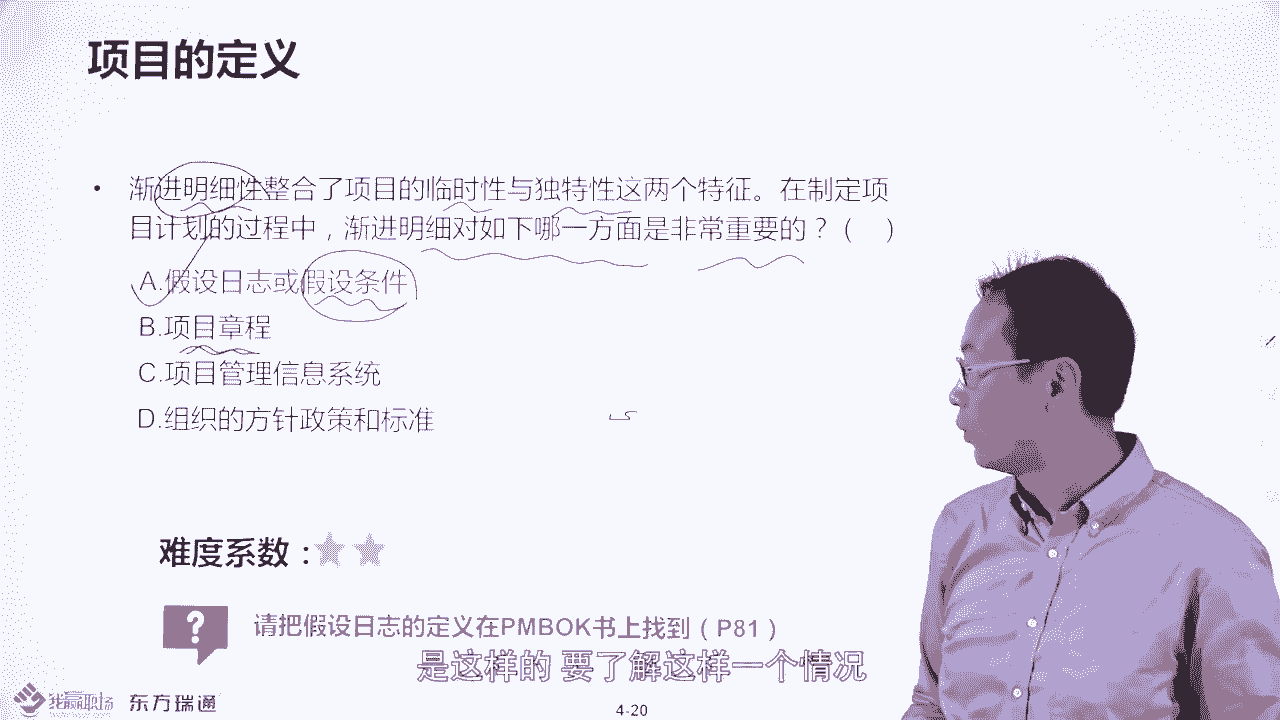 项目的定义
• 渐进明细性整合了项目的临时性与独特性这两个特征。在制定项
目计划的过程中，渐进明细对如下哪一方面是非常重要的？（ ）
A.假设日志或假设条件
B.项目章程
C.项目管理信息系统
D.组织的方针政策和标准
难度系数：
?
请把假设日志的定义在PMBOK书上找到（P81）
是这样的 要了解这样一个情况
我赢职场 东方瑞通
4-20